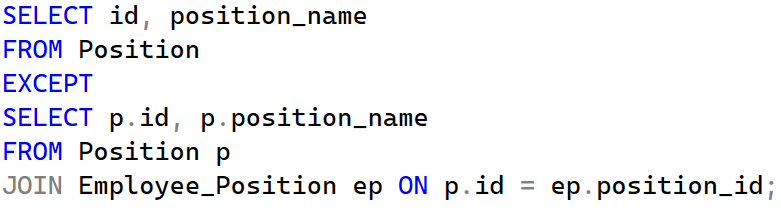 SELECT id, position_name
FROM Position
EXCEPT
SELECT p.id, p.position_name
FROM Position p
JOIN Employee_Position ep ON p.id = ep.position_id;